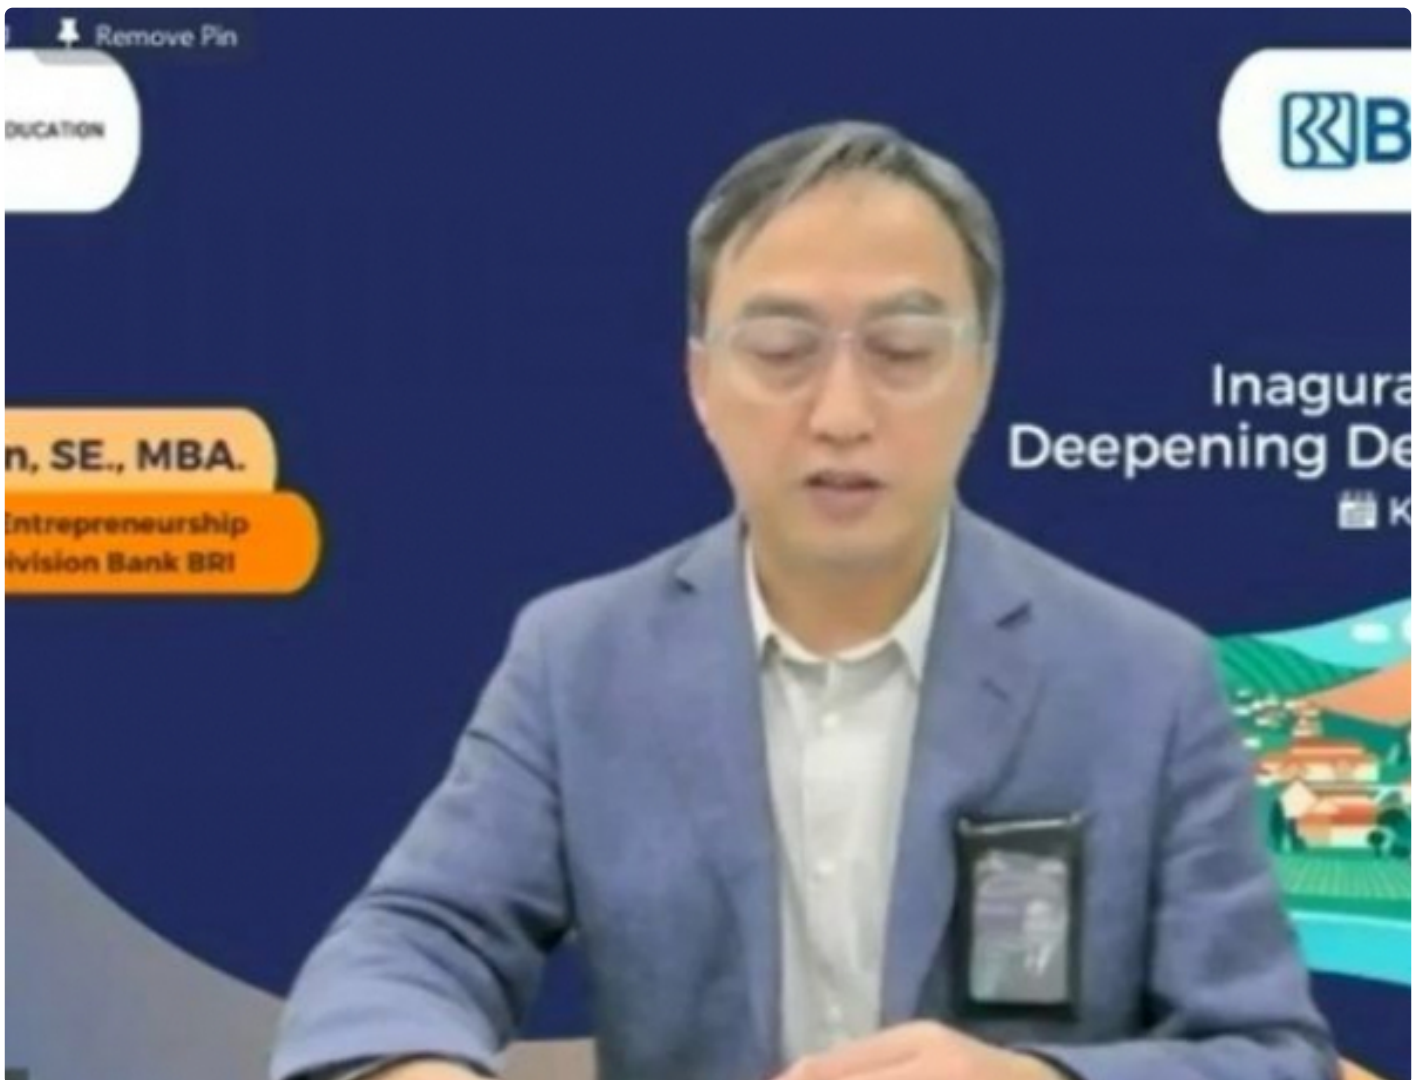 Remove Pin
DUCATION
B
n, SE., MBA.
Entrepreneurship
ivision Bank BRI
Inagura
Deepening De
K